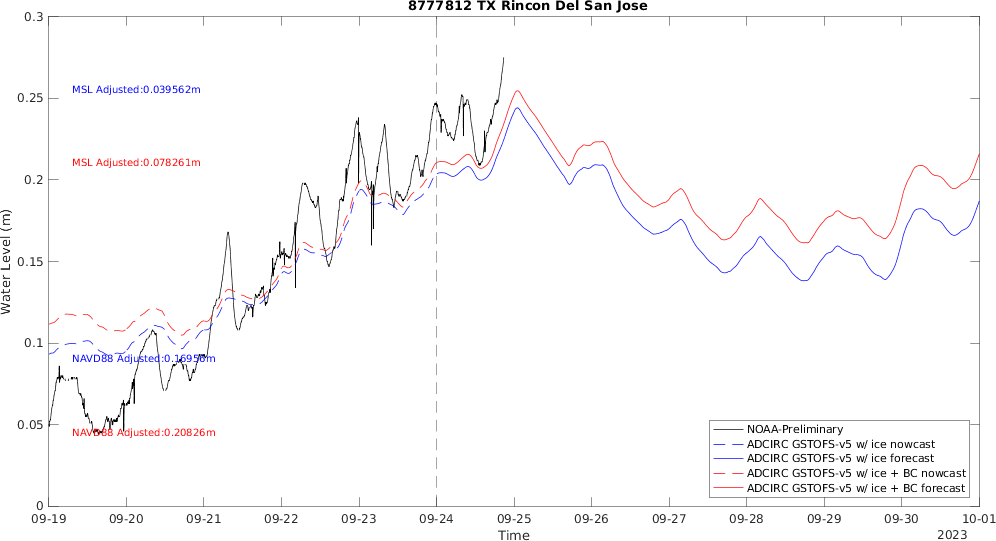 8777812 TX Rincon Del San Jose
0.3
0.25
0.2
0.15
0.1
0.05
0
Water Level (m)
MSL Adjusted:0.039562m
MSL Adjusted:0.078261m
NAVD88 Adjusted:0.16956m
NAVD88 Adjusted:0.20826m
NOAA-Preliminary
ADCIRC GSTOFS-v5 w/ ice nowcast
ADCIRC GSTOFS-v5 w/ ice forecast
ADCIRC GSTOFS-v5 w/ ice + BC nowcast
ADCIRC GSTOFS-v5 w/ ice + BC forecast
09-19 09-20 09-21 09-22 09-23 09-24 09-25 09-26 09-27 09-28 09-29 09-30 10-01
Time
2023